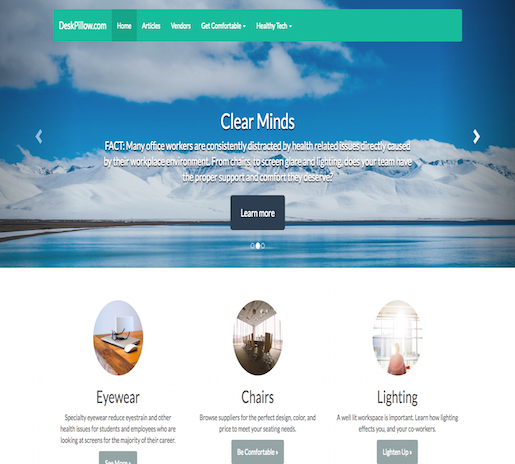 DeskPillow.com Home Articles Vendors Get Comfortable Healthy Tech
Clear Minds
FACT: Many office workers are consistently distracted by health related issues directly caused
by their workplace environment. From chairs, to screen glare and lighting, does your team have
the proper support and comfort they deserve?
Learn more
Eyewear
Specialty eyewear reduce eyestrain and other
health issues for students and employees who are
looking at screens for the majority of their career.
See More »
Chairs
Browse suppliers for the perfect design, color, and
price to meet your seating needs.
Be Comfortable »
Lighting
A well lit workspace is important. Learn how lighting
effects you, and your co-workers.
Lighten Up »